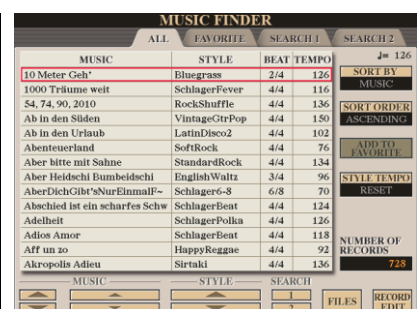 MUSIC FINDER
ALL FAVORITE SEARCH 1 SEARCH 2
MUSIC STYLE BEAT TEMPO ♩= 126
10 Meter Geh' Bluegrass 2/4 126
1000 Träume weit SchlagerFever 4/4 116
54, 74, 90, 2010 RockShuffle 4/4 136
Ab in den Süden VintageGtrPop 4/4 150
Ab in den Urlaub LatinDisco2 4/4 102
Abenteuerland SoftRock 4/4 76
Aber bitte mit Sahne StandardRock 4/4 134
Aber Heidschi Bumbeidschi EnglishWaltz 3/4 96
AberDichGibt'sNurEinmalF~ Schlager6-8 6/8 70
Abschied ist ein scharfes Schw SchlagerBeat 4/4 124
Adelheit SchlagerPolka 4/4 126
Adios Amor SchlagerBeat 4/4 118
Aff un zo HappyReggae 4/4 92
Akropolis Adieu Sirtaki 4/4 136
SORT BY
MUSIC
SORT ORDER
ASCENDING
ADD TO
FAVORITE
STYLE TEMPO
RESET
NUMBER OF
RECORDS
728
MUSIC STYLE SEARCH
1
2
FILES
RECORD
EDIT